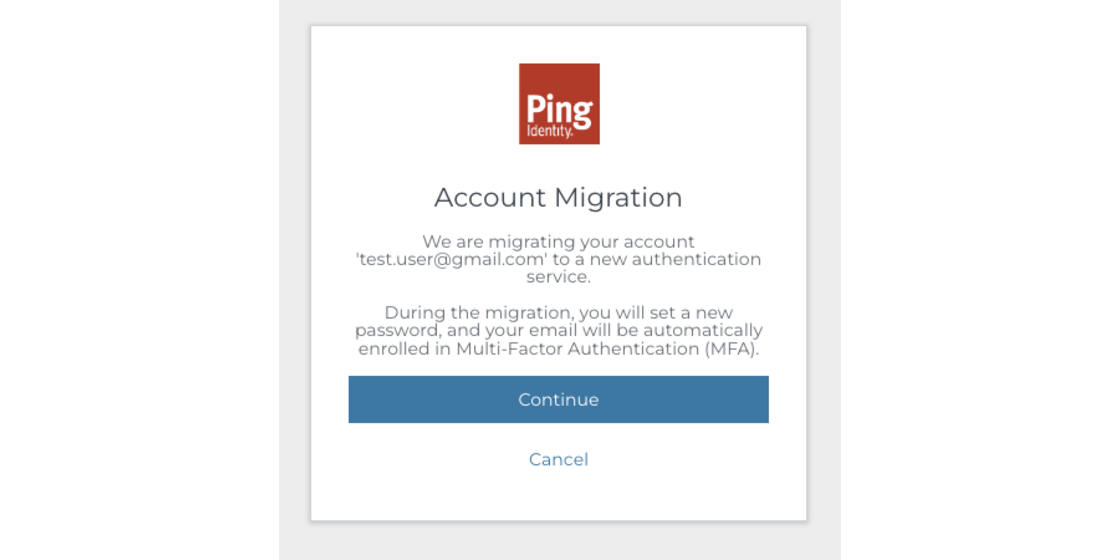 Ping
Identity.
Account Migration
We are migrating your account
'test.user@gmail.com' to a new authentication
service.
During the migration, you will set a new
password, and your email will be automatically
enrolled in Multi-Factor Authentication (MFA).
Continue
Cancel